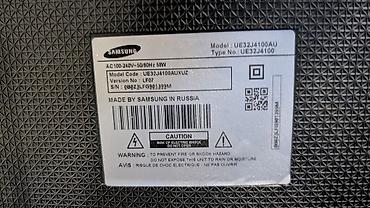 SAMSUNG
Model : UE32J4100AU
Type No. : UE32J4100
AC100-240V~50/60Hz 58W
Model Code : UE32J4100AUXUZ
Version No : LF07
S/N :
MADE BY SAMSUNG IN RUSSIA
CAUTION
RISK OF ELECTRIC SHOCK
DO NOT OPEN
WARNING : TO PREVENT FIRE OR SHOCK HAZARD
DO NOT EXPOSE THIS UNIT TO RAIN OR MOISTURE
AVIS : RISQUE DE CHOC ELECTRIQUE. NE PAS OUVRIR